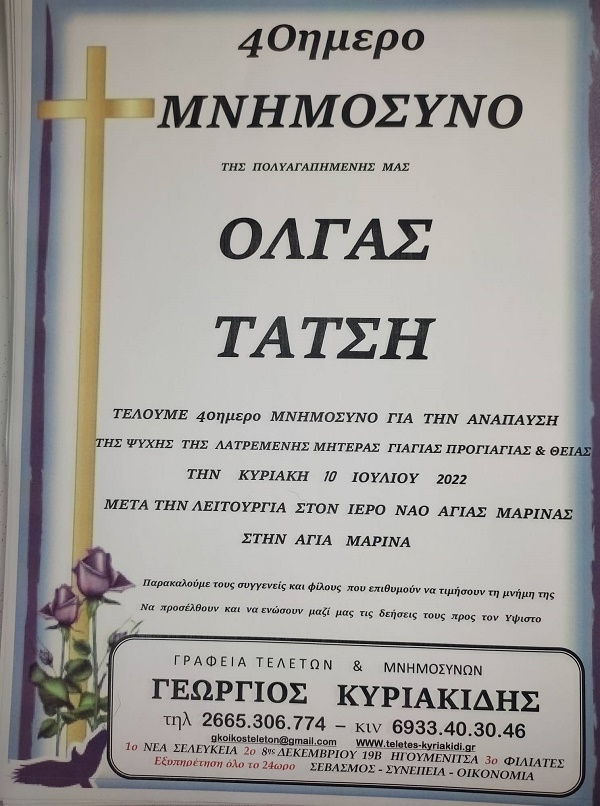 40ημερο
ΜΝΗΜΟΣΥΝΟ
ΤΗΣ ΠΟΛΥΑΓΑΠΗΜΕΝΗΣ ΜΑΣ
ΟΛΓΑΣ
ΤΑΤΣΗ
ΤΕΛΟΥΜΕ 40ημερο ΜΝΗΜΟΣΥΝΟ ΓΙΑ ΤΗΝ ΑΝΑΠΑΥΣΗ
ΤΗΣ ΨΥΧΗΣ ΤΗΣ ΛΑΤΡΕΜΕΝΗΣ ΜΗΤΕΡΑΣ ΓΙΑΓΙΑΣ ΠΡΟΓΙΑΓΙΑΣ & ΘΕΙΑΣ
ΤΗΝ ΚΥΡΙΑΚΗ 10 ΙΟΥΛΙΟΥ 2022
ΜΕΤΑ ΤΗΝ ΛΕΙΤΟΥΡΓΙΑ ΣΤΟΝ ΙΕΡΟ ΝΑΟ ΑΓΙΑΣ ΜΑΡΙΝΑΣ
ΣΤΗΝ ΑΓΙΑ ΜΑΡΙΝΑ
Παρακαλούμε τους συγγενείς και φίλους που επιθυμούν να τιμήσουν τη μνήμη της
Να προσέλθουν και να ενώσουν μαζί μας τις δεήσεις τους προς τον Υψιστο
ΓΡΑΦΕΙΑ ΤΕΛΕΤΩΝ & ΜΝΗΜΟΣΥΝΩΝ
ΓΕΩΡΓΙΟΣ ΚΥΡΙΑΚΙΔΗΣ
τηλ 2665.306.774 – κιν 6933.40.30.46
gkolkosteleton@gmail.com www.teletes-kyriakidi.gr
1ο ΝΕΑ ΣΕΛΕΥΚΕΙΑ 2ο 8ης ΔΕΚΕΜΒΡΙΟΥ 19Β ΗΓΟΥΜΕΝΙΤΣΑ 3ο ΦΙΛΙΑΤΕΣ
Εξυπηρέτηση όλο το 24ωρο ΣΕΒΑΣΜΟΣ - ΣΥΝΕΠΕΙΑ - ΟΙΚΟΝΟΜΙΑ